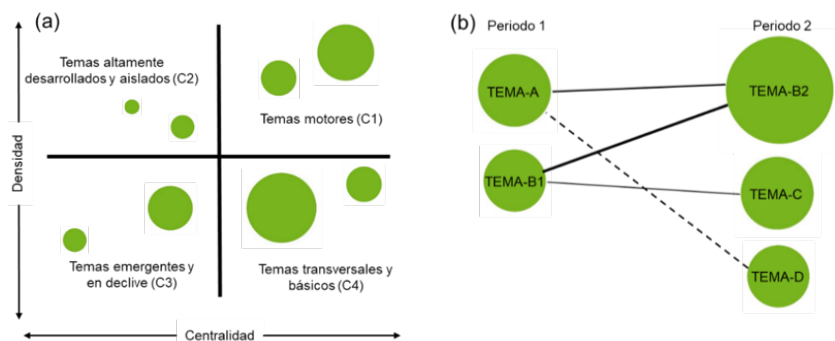 (a)
Densidad
Temas altamente
desarrollados y aislados (C2)
Temas motores (C1)
Temas emergentes y
en declive (C3)
Temas transversales y
básicos (C4)
Centralidad
(b)
Periodo 1
Periodo 2
TEMA-A
TEMA-B2
TEMA-B1
TEMA-C
TEMA-D